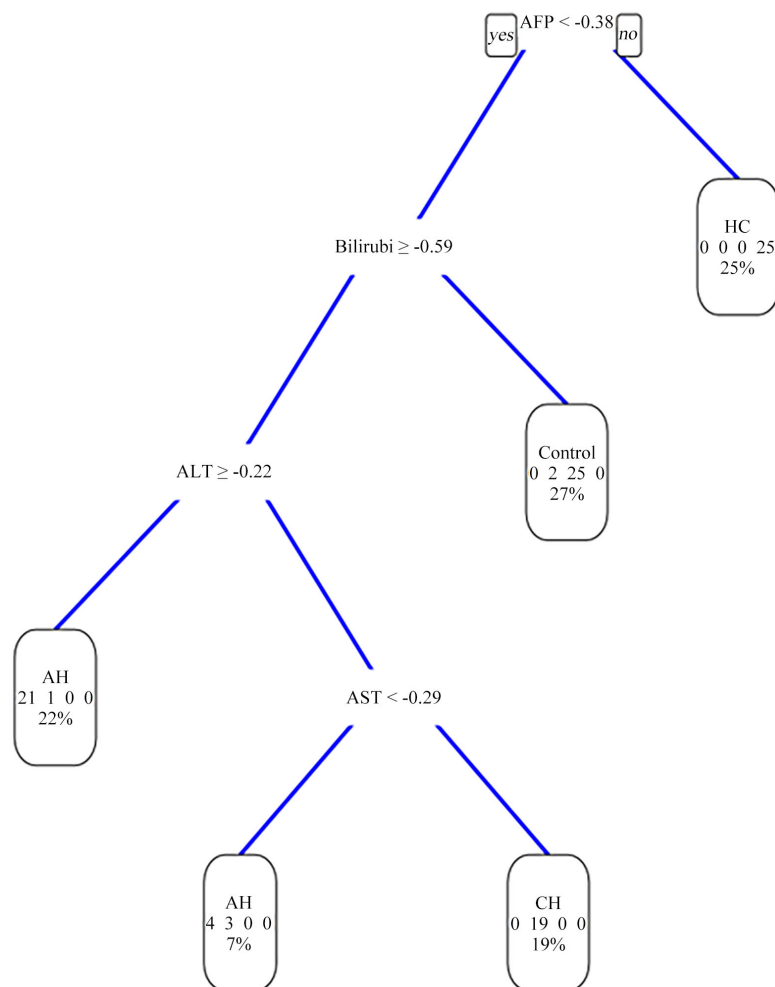 yes AFP < -0.38 no
HC
0 0 0 25
25%
Bilirubi ≥ -0.59
Control
0 2 25 0
27%
ALT ≥ -0.22
AH
21 1 0 0
22%
AST < -0.29
AH
4 3 0 0
7%
CH
0 19 0 0
19%